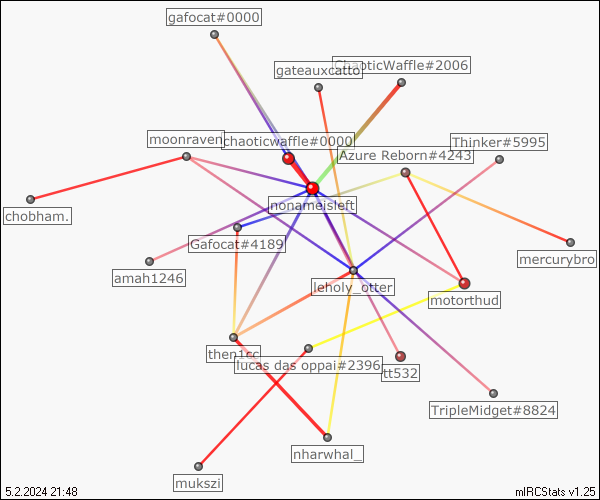 gafocat#0000
ChaoticWaffle#2006
gateauxcatto
moonraven
chaoticwaffle#0000
Thinker#5995
Azure Reborn#4243
nonameisleft
chobham.
Gafocat#4189
mercurybro
amah1246
leholy_otter
motorthud
then1cc
lucas das oppai#2396
tt532
TripleMidget#8824
nharwhal_
mukszi
5.2.2024 21:48
mIRCStats v1.25